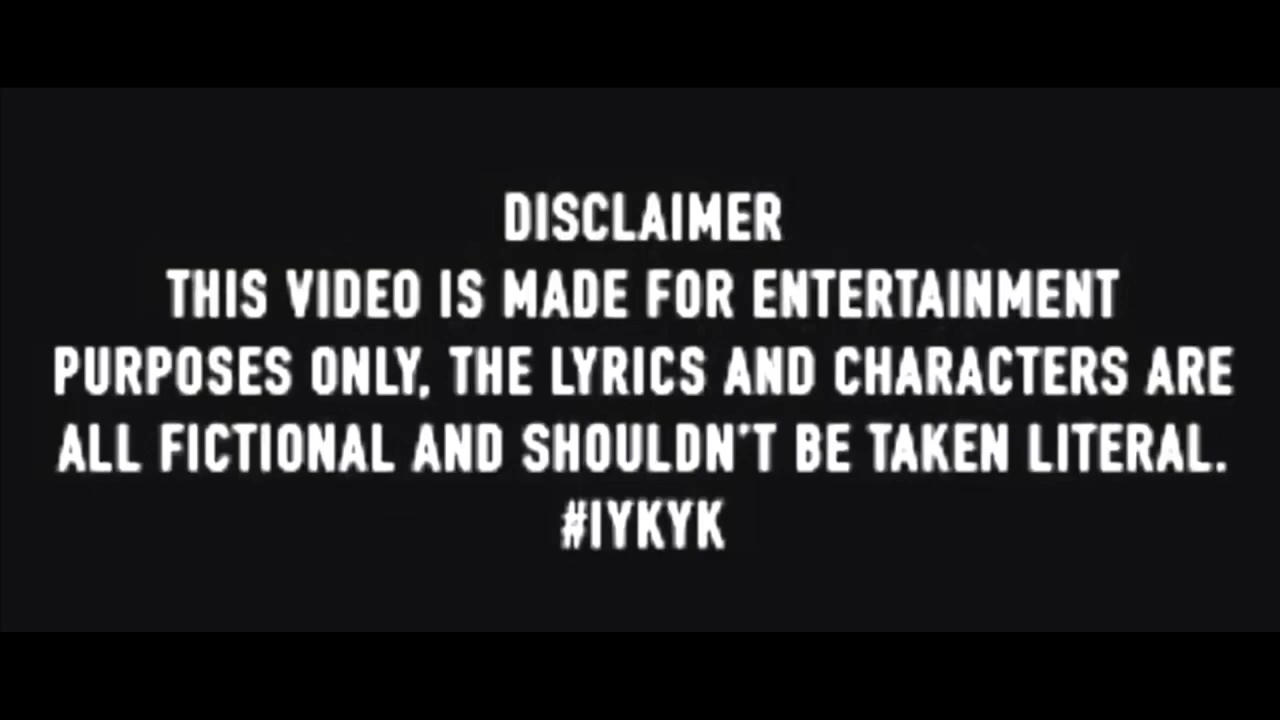 DISCLAIMER
THIS VIDEO IS MADE FOR ENTERTAINMENT
PURPOSES ONLY, THE LYRICS AND CHARACTERS ARE
ALL FICTIONAL AND SHOULDN'T BE TAKEN LITERAL.
#IYKYK